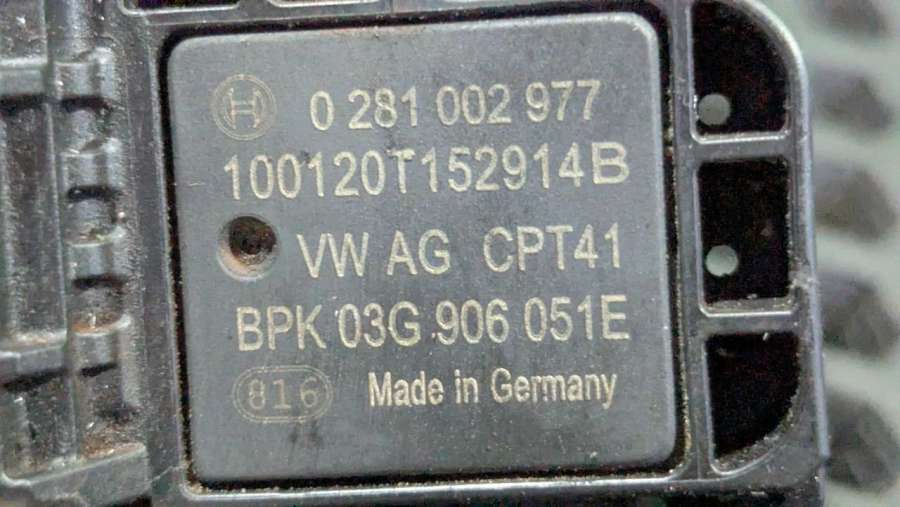 0 281 002 977
100120T152914B
VW AG CPT41
BPK 03G 906 051E
816 Made in Germany